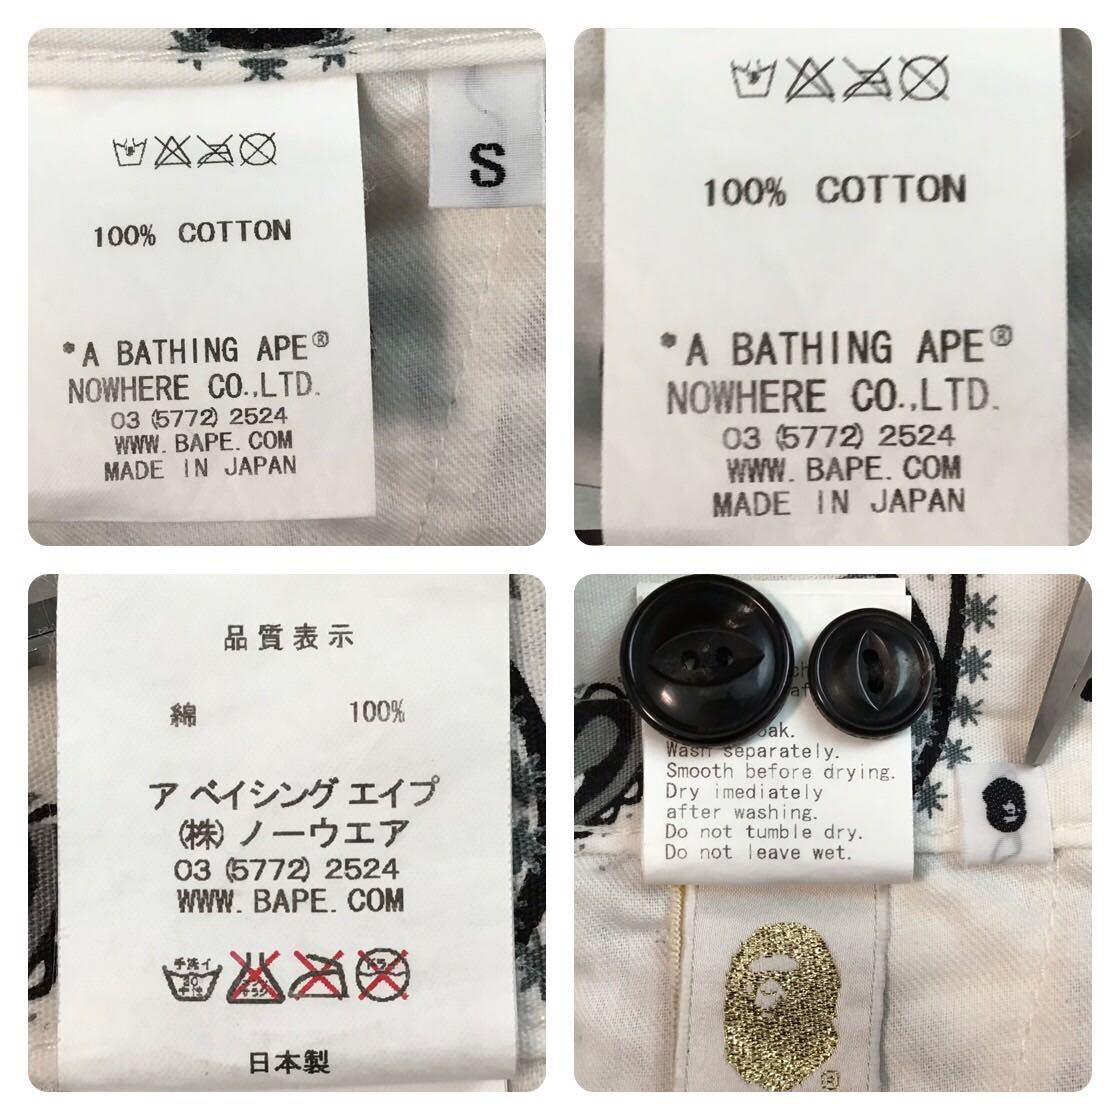 S
100% COTTON
*A BATHING APE®
NOWHERE CO.,LTD.
03 (5772) 2524
WWW. BAPE. COM
MADE IN JAPAN
100% COTTON
*A BATHING APE®
NOWHERE CO.,LTD.
03 (5772) 2524
WWW. BAPE. COM
MADE IN JAPAN
品質表示
綿 100%
ア ベイシング エイプ
(株) ノーウエア
03 (5772) 2524
WWW. BAPE. COM
手洗イ
30
日本製
Wash separately.
Smooth before drying.
Dry imediately
after washing.
Do not tumble dry.
Do not leave wet.
®